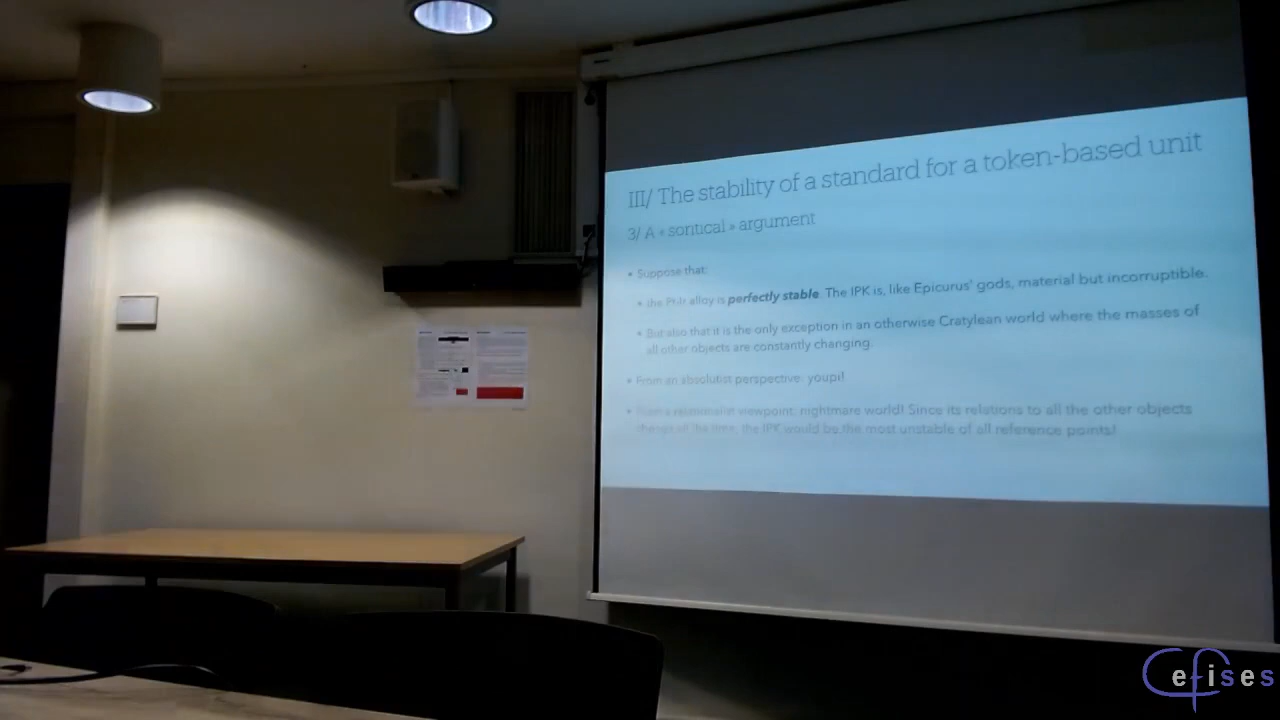 III/ The stability of a standard for a token-based unit
3/ A « soritical » argument
• Suppose that:
• the Pt-Ir alloy is perfectly stable. The IPK is, like Epicurus' gods, material but incorruptible.
• But also that it is the only exception in an otherwise Cratylean world where the masses of
all other objects are constantly changing.
• From an absolutist perspective: youpi!
• viewpoint: nightmare world! Since its relations to all the other objects
change all the time, the IPK would be the most unstable of all reference points!
Cefises